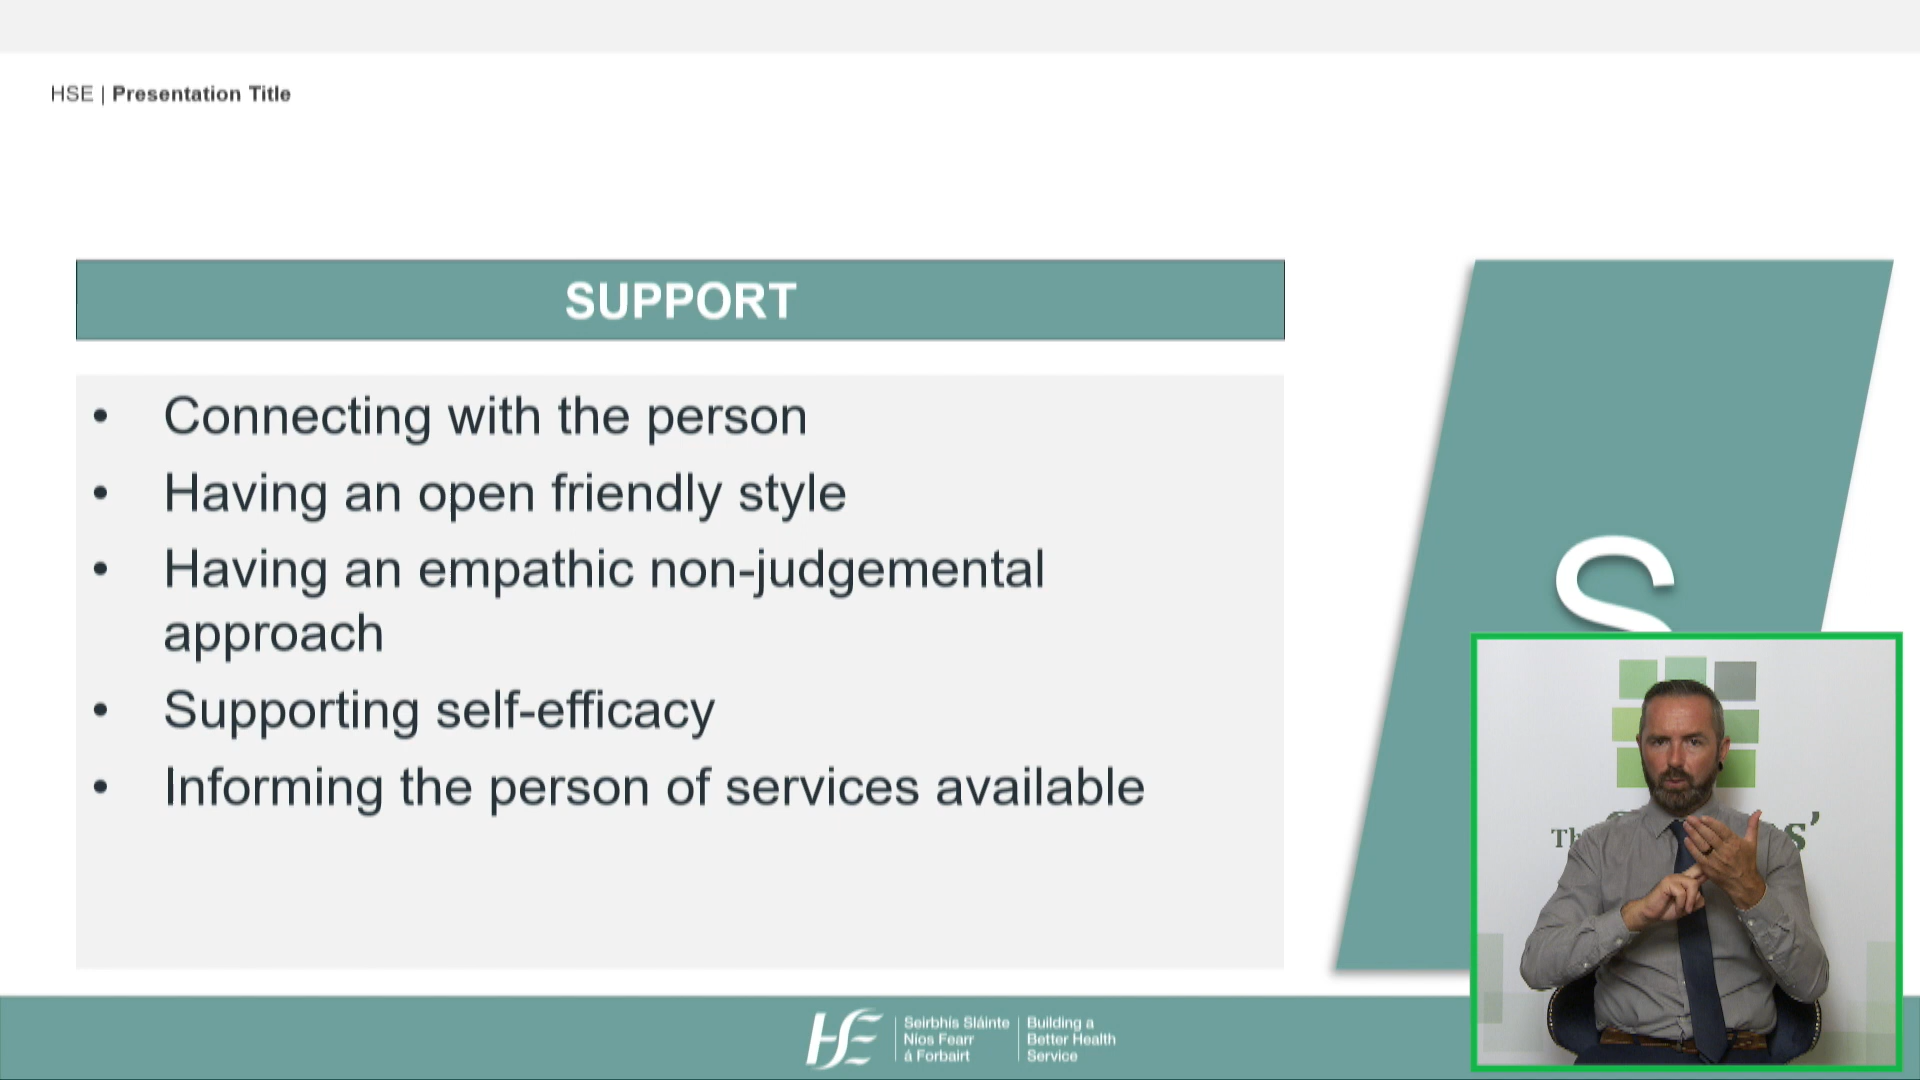 HSE | Presentation Title
SUPPORT
• Connecting with the person
• Having an open friendly style
• Having an empathic non-judgemental
approach
• Supporting self-efficacy
• Informing the person of services available
S
HSE
Seirbhís Sláinte
Níos Fearr
á Forbairt
Building a
Better Health
Service